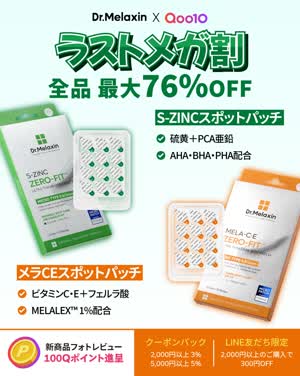 Dr.Melaxin X Qoo10
ラストメガ割
全品 最大76%OFF
S-ZINCスポットパッチ
硫黄＋PCA亜鉛
AHA・BHA・PHA配合
Dr.Melaxin
S-ZINC
ZERO-FIT
Dr.Melaxin
MELA-C·E
ZERO-FIT
メラCEスポットパッチ
ビタミンC・E＋フェルラ酸
MELALEX™ 1%配合
P
新商品フォトレビュー
100Qポイント進呈
クーポンバック
2,000円以上 3%
5,000円以上 5%
LINE友だち限定
2,000円以上のご購入で
300円OFF